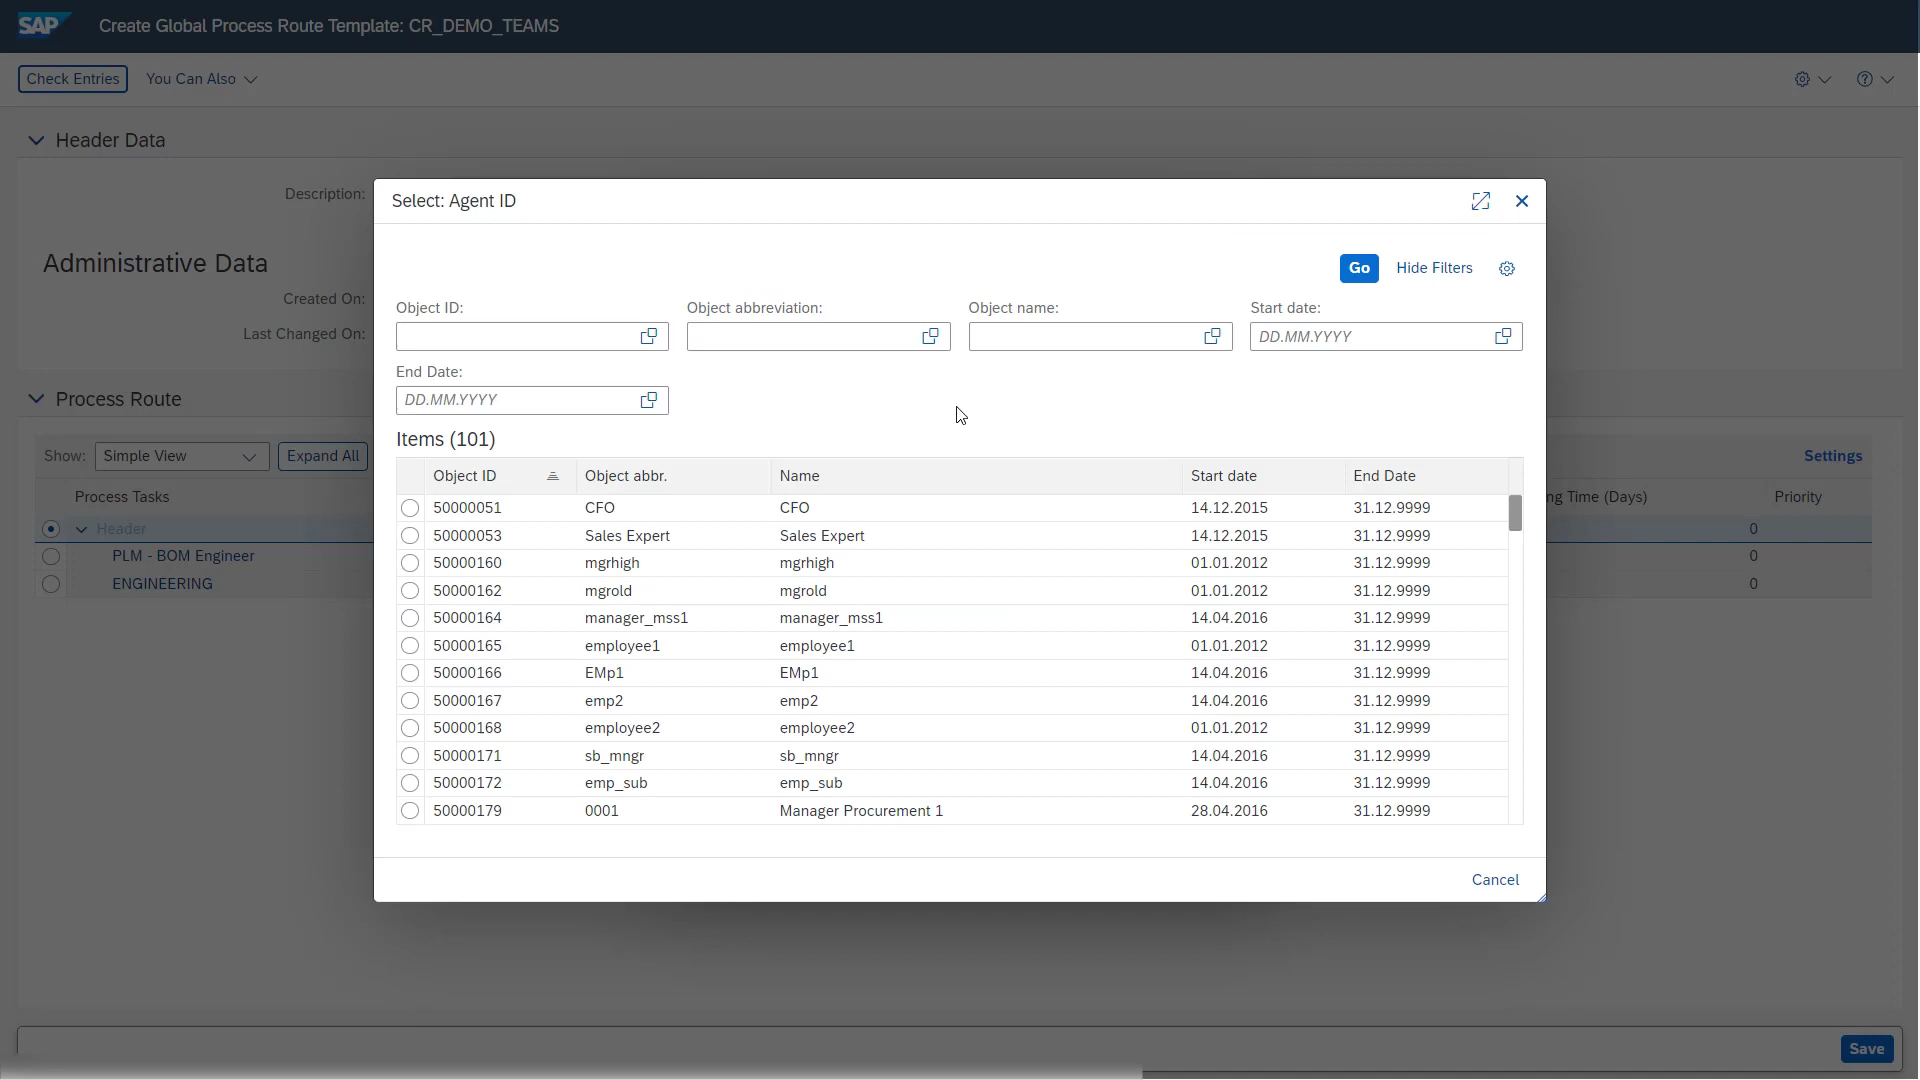 SAP Create Global Process Route Template: CR_DEMO_TEAMS
Check Entries You Can Also
Header Data
Description:
Administrative Data
Created On:
Last Changed On:
Process Route
Show: Simple View Expand All Settings
Process Tasks ng Time (Days) Priority
Header 0
PLM - BOM Engineer 0
ENGINEERING 0
Select: Agent ID
Go Hide Filters
Object ID: Object abbreviation: Object name: Start date:
DD.MM.YYYY
End Date:
DD.MM.YYYY
Items (101)
Object ID Object abbr. Name Start date End Date
50000051 CFO CFO 14.12.2015 31.12.9999
50000053 Sales Expert Sales Expert 14.12.2015 31.12.9999
50000160 mgrhigh mgrhigh 01.01.2012 31.12.9999
50000162 mgrold mgrold 01.01.2012 31.12.9999
50000164 manager_mss1 manager_mss1 14.04.2016 31.12.9999
50000165 employee1 employee1 01.01.2012 31.12.9999
50000166 EMp1 EMp1 14.04.2016 31.12.9999
50000167 emp2 emp2 14.04.2016 31.12.9999
50000168 employee2 employee2 01.01.2012 31.12.9999
50000171 sb_mngr sb_mngr 14.04.2016 31.12.9999
50000172 emp_sub emp_sub 14.04.2016 31.12.9999
50000179 0001 Manager Procurement 1 28.04.2016 31.12.9999
Cancel
Save